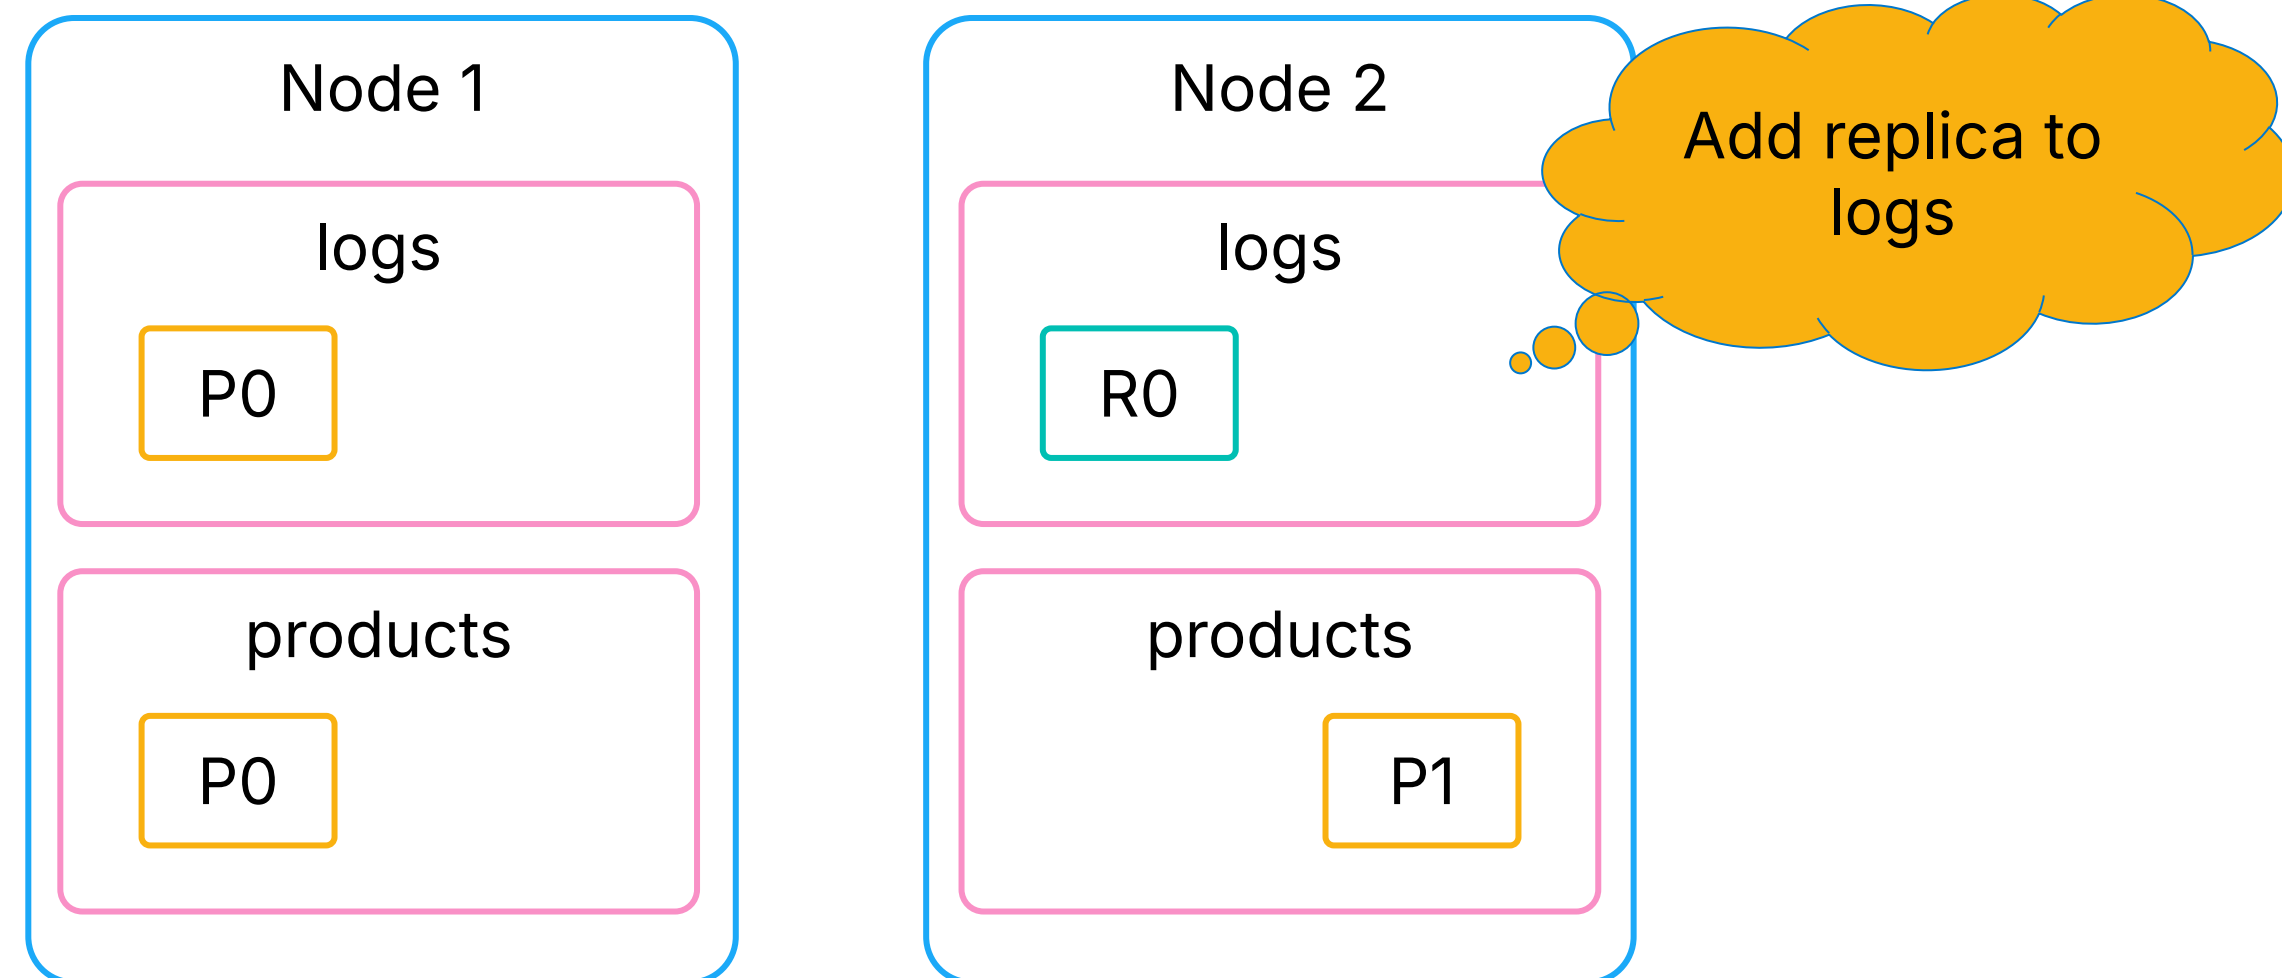 Node 1
logs
P0
products
P0
Node 2
logs
R0
products
P1
Add replica to
logs